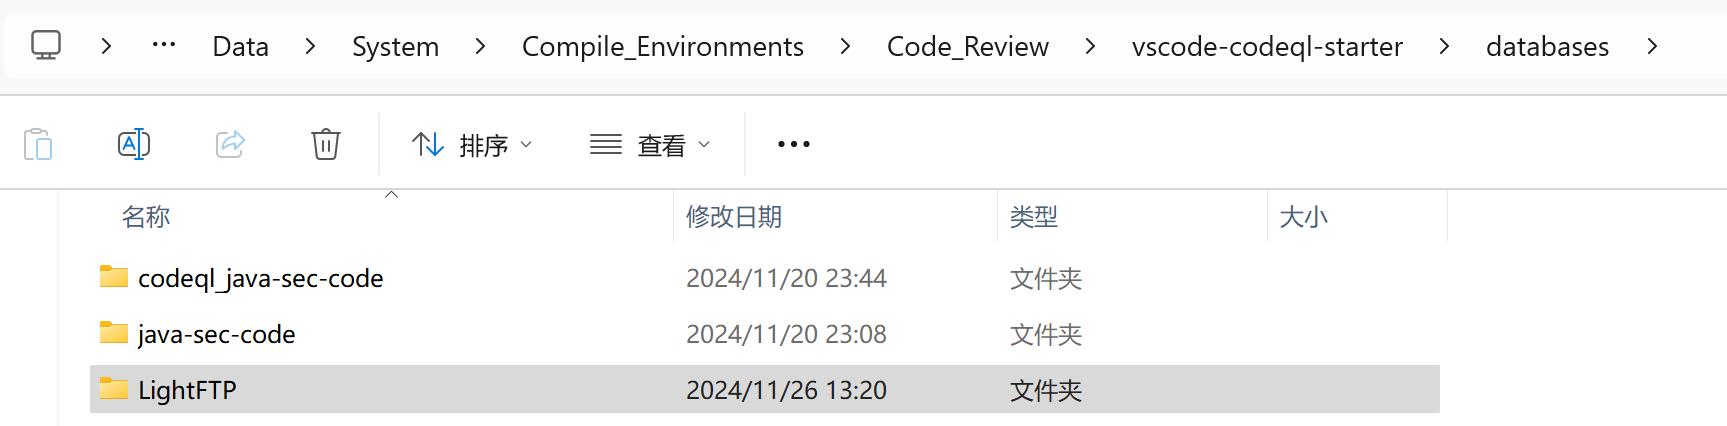 … Data System Compile_Environments Code_Review vscode-codeql-starter databases
排序 查看
名称 修改日期 类型 大小
codeql_java-sec-code 2024/11/20 23:44 文件夹
java-sec-code 2024/11/20 23:08 文件夹
LightFTP 2024/11/26 13:20 文件夹